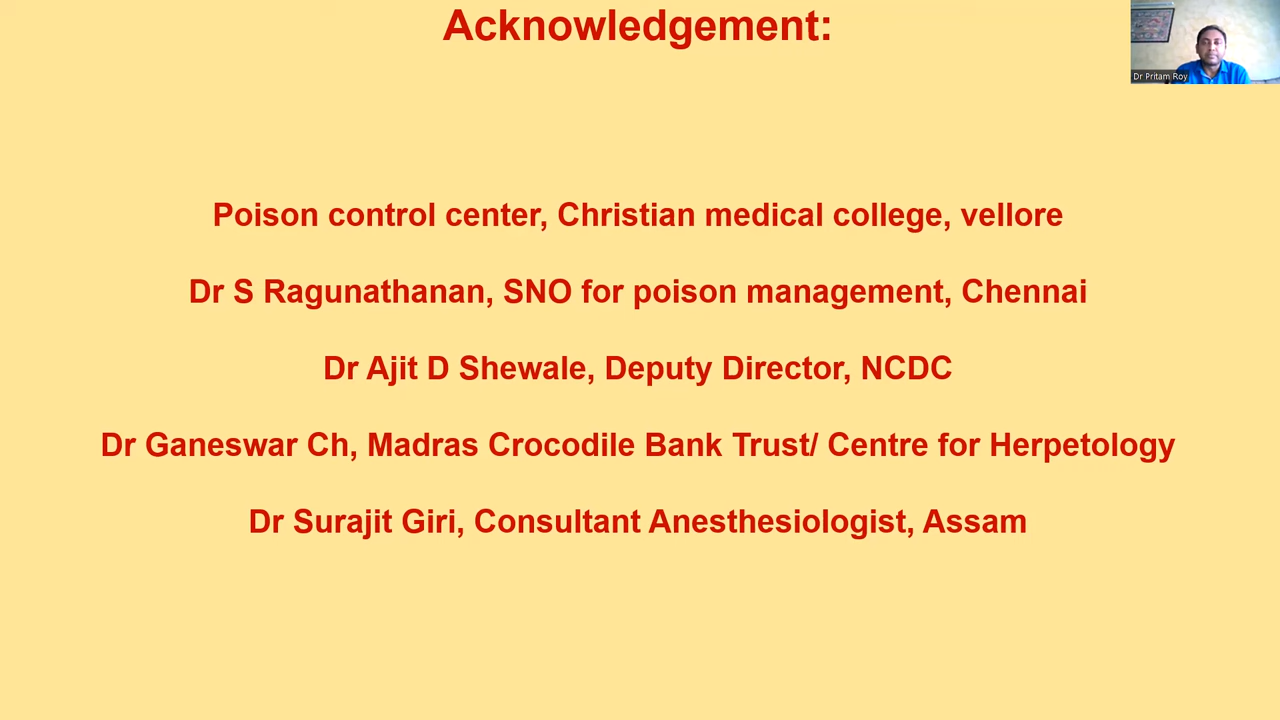 Acknowledgement:
Dr Pritam Roy
Poison control center, Christian medical college, vellore
Dr S Ragunathanan, SNO for poison management, Chennai
Dr Ajit D Shewale, Deputy Director, NCDC
Dr Ganeswar Ch, Madras Crocodile Bank Trust/ Centre for Herpetology
Dr Surajit Giri, Consultant Anesthesiologist, Assam